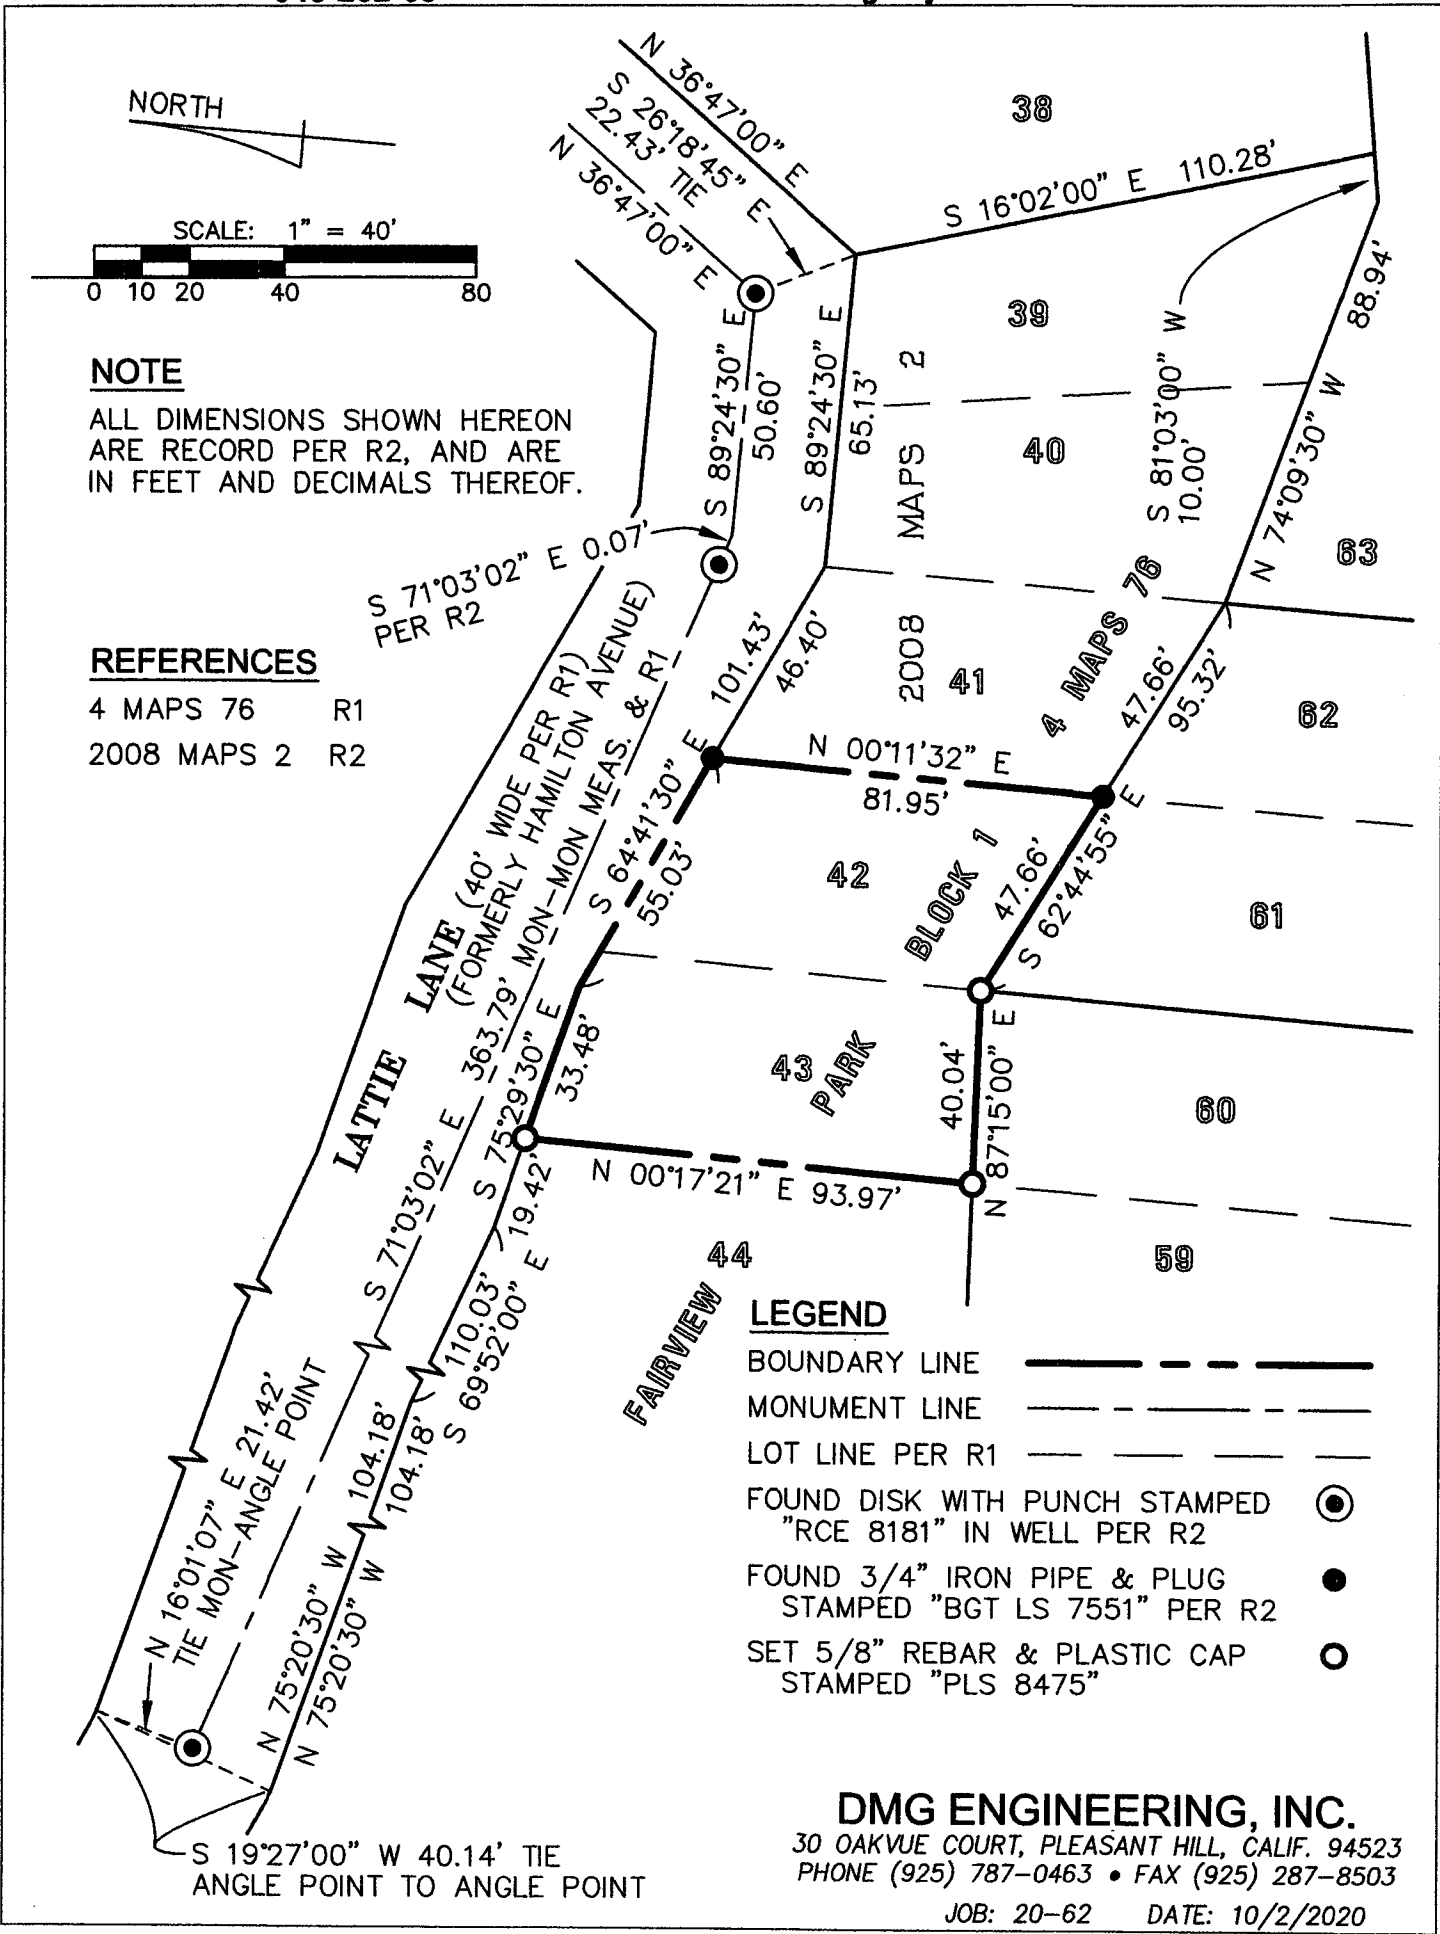 NORTH
SCALE: 1" = 40'
0 10 20 40 80
NOTE
ALL DIMENSIONS SHOWN HEREON
ARE RECORD PER R2, AND ARE
IN FEET AND DECIMALS THEREOF.
REFERENCES
4 MAPS 76 R1
2008 MAPS 2 R2
N 36°47'00" E
S 26°18'45" E
22.43' TIE
N 36°47'00" E
38
S 16°02'00" E 110.28'
88.94'
39
S 89°24'30" E
50.60'
S 89°24'30" E
65.13'
2008 MAPS 2
40
S 81°03'00" W
10.00'
N 74°09'30" W
63
S 71°03'02" E 0.07'
PER R2
101.43'
46.40'
41
4 MAPS 76
47.66'
95.32'
62
LATTIE LANE (40' WIDE PER R1)
(FORMERLY HAMILTON AVENUE)
S 71°03'02" E 363.79' MON-MON MEAS. & R1
N 00°11'32" E
81.95'
S 64°41'30" E
55.03'
42
BLOCK 1
47.66'
S 62°44'55" E
61
S 75°29'30" E
33.48'
43
PARK
40.04'
N 87°15'00" E
60
N 00°17'21" E 93.97'
19.42'
44
59
110.03'
S 69°52'00" E
FAIRVIEW
N 75°20'30" W 104.18'
N 75°20'30" W 104.18'
N 16°01'07" E 21.42'
TIE MON-ANGLE POINT
S 19°27'00" W 40.14' TIE
ANGLE POINT TO ANGLE POINT
LEGEND
BOUNDARY LINE
MONUMENT LINE
LOT LINE PER R1
FOUND DISK WITH PUNCH STAMPED
"RCE 8181" IN WELL PER R2
FOUND 3/4" IRON PIPE & PLUG
STAMPED "BGT LS 7551" PER R2
SET 5/8" REBAR & PLASTIC CAP
STAMPED "PLS 8475"
DMG ENGINEERING, INC.
30 OAKVUE COURT, PLEASANT HILL, CALIF. 94523
PHONE (925) 787-0463 • FAX (925) 287-8503
JOB: 20-62 DATE: 10/2/2020